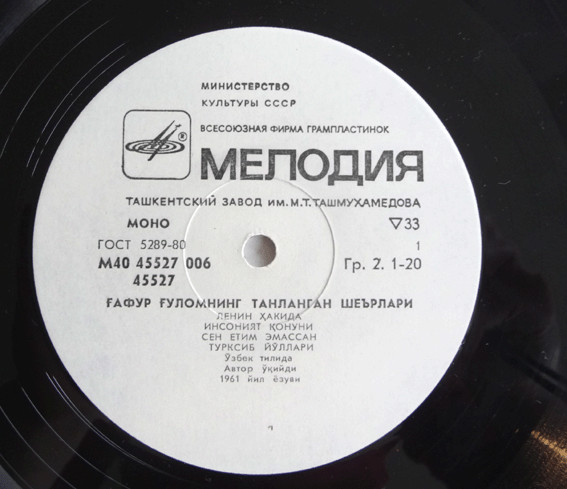 МИНИСТЕРСТВО
КУЛЬТУРЫ СССР
ВСЕСОЮЗНАЯ ФИРМА ГРАМПЛАСТИНОК
МЕЛОДИЯ
ТАШКЕНТСКИЙ ЗАВОД ИМ. М.Т. ТАШМУХАМЕДОВА
МОНО ▽33
ГОСТ 5289-80 1
М40 45527 006 Гр. 2. 1-20
45527
ҒАФУР ҒУЛОМНИНГ ТАНЛАНГАН ШЕЪРЛАРИ
ЛЕНИН ҲАКИДА
ИНСОНИЯТ ҚОНУНИ
СЕН ЕТИМ ЭМАССАН
ТУРКСИБ ЙЎЛЛАРИ
Ўзбек тилида
Автор ўқийди
1961 йил ёзуви